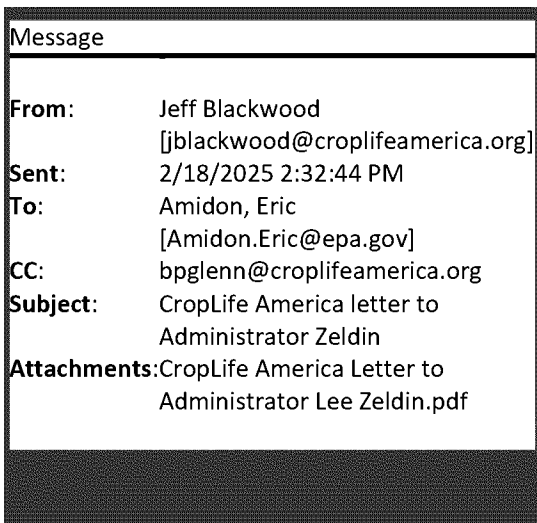 Message
From: Jeff Blackwood
[jblackwood@croplifeamerica.org]
Sent: 2/18/2025 2:32:44 PM
To: Amidon, Eric
[Amidon.Eric@epa.gov]
CC: bpglenn@croplifeamerica.org
Subject: CropLife America letter to
Administrator Zeldin
Attachments:CropLife America Letter to
Administrator Lee Zeldin.pdf